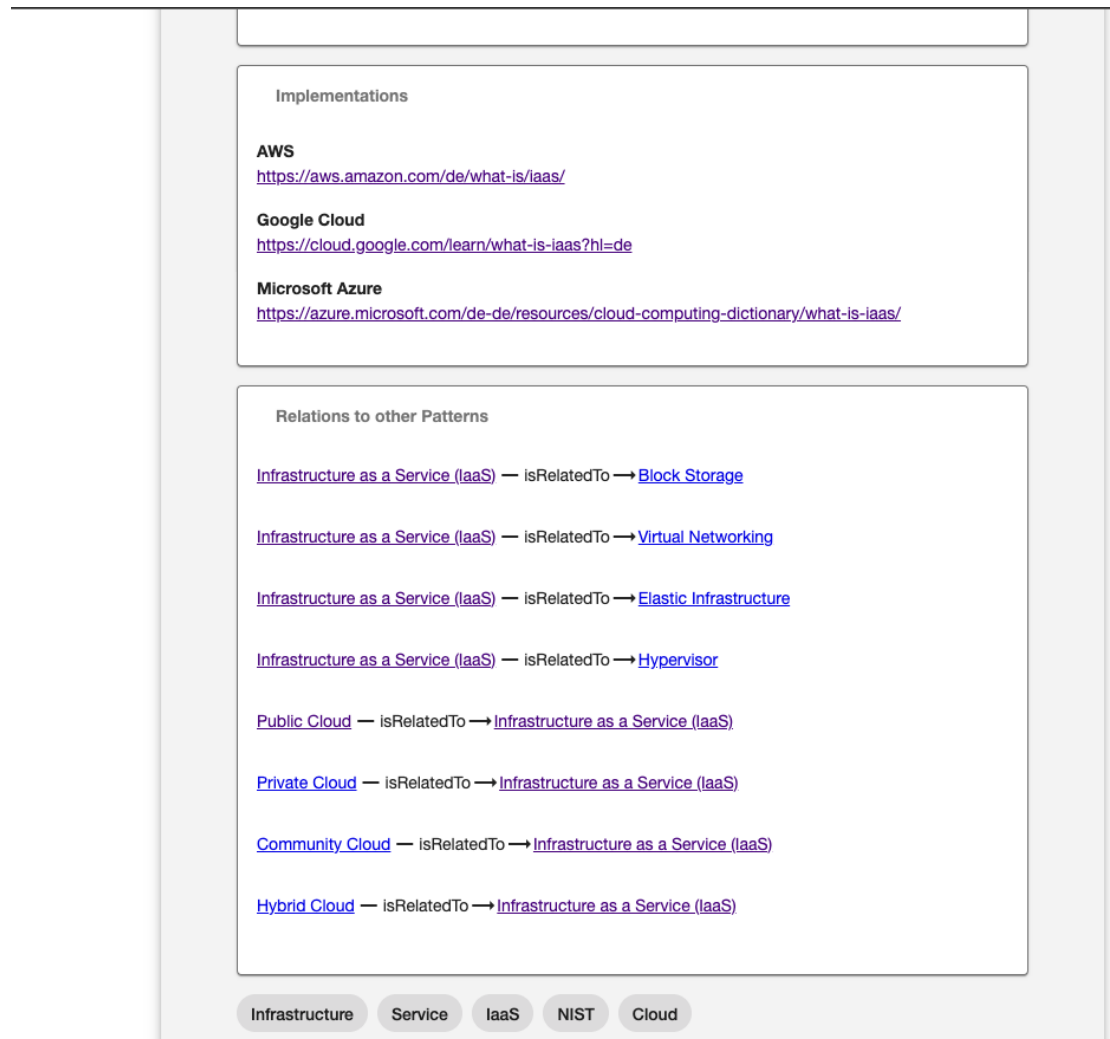 Implementations
AWS
https://aws.amazon.com/de/what-is/iaas/
Google Cloud
https://cloud.google.com/learn/what-is-iaas?hl=de
Microsoft Azure
https://azure.microsoft.com/de-de/resources/cloud-computing-dictionary/what-is-iaas/
Relations to other Patterns
Infrastructure as a Service (IaaS) — isRelatedTo ⟶ Block Storage
Infrastructure as a Service (IaaS) — isRelatedTo ⟶ Virtual Networking
Infrastructure as a Service (IaaS) — isRelatedTo ⟶ Elastic Infrastructure
Infrastructure as a Service (IaaS) — isRelatedTo ⟶ Hypervisor
Public Cloud — isRelatedTo ⟶ Infrastructure as a Service (IaaS)
Private Cloud — isRelatedTo ⟶ Infrastructure as a Service (IaaS)
Community Cloud — isRelatedTo ⟶ Infrastructure as a Service (IaaS)
Hybrid Cloud — isRelatedTo ⟶ Infrastructure as a Service (IaaS)
Infrastructure Service IaaS NIST Cloud